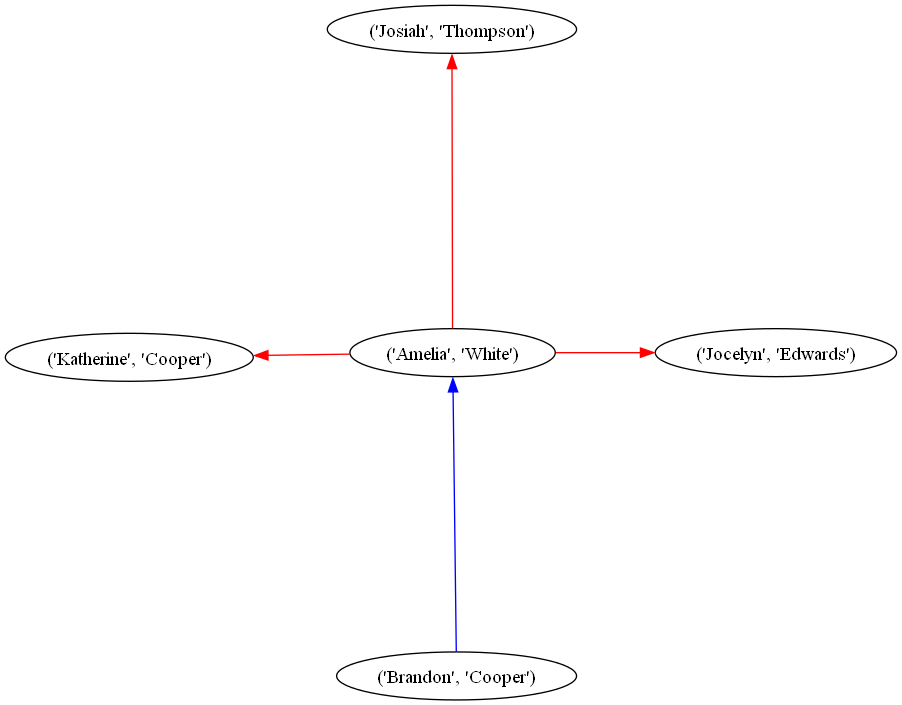 ('Josiah', 'Thompson')
('Katherine', 'Cooper')
('Amelia', 'White')
('Jocelyn', 'Edwards')
('Brandon', 'Cooper')